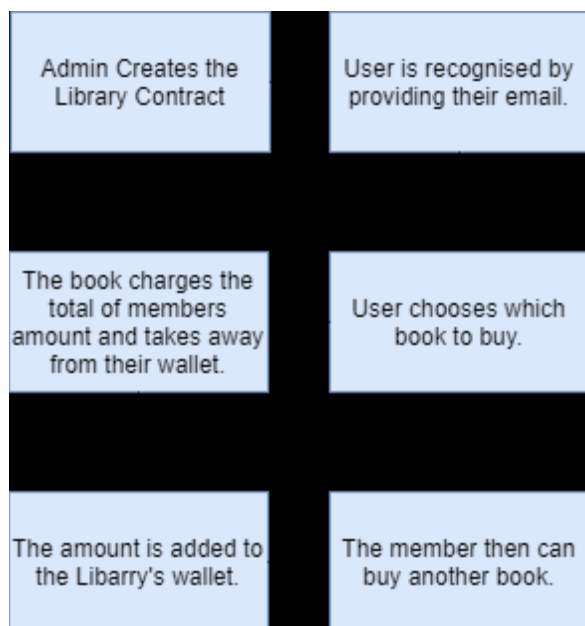 Admin Creates the
Library Contract
User is recognised by
providing their email.
The book charges the
total of members
amount and takes away
from their wallet.
User chooses which
book to buy.
The amount is added to
the Libarry's wallet.
The member then can
buy another book.